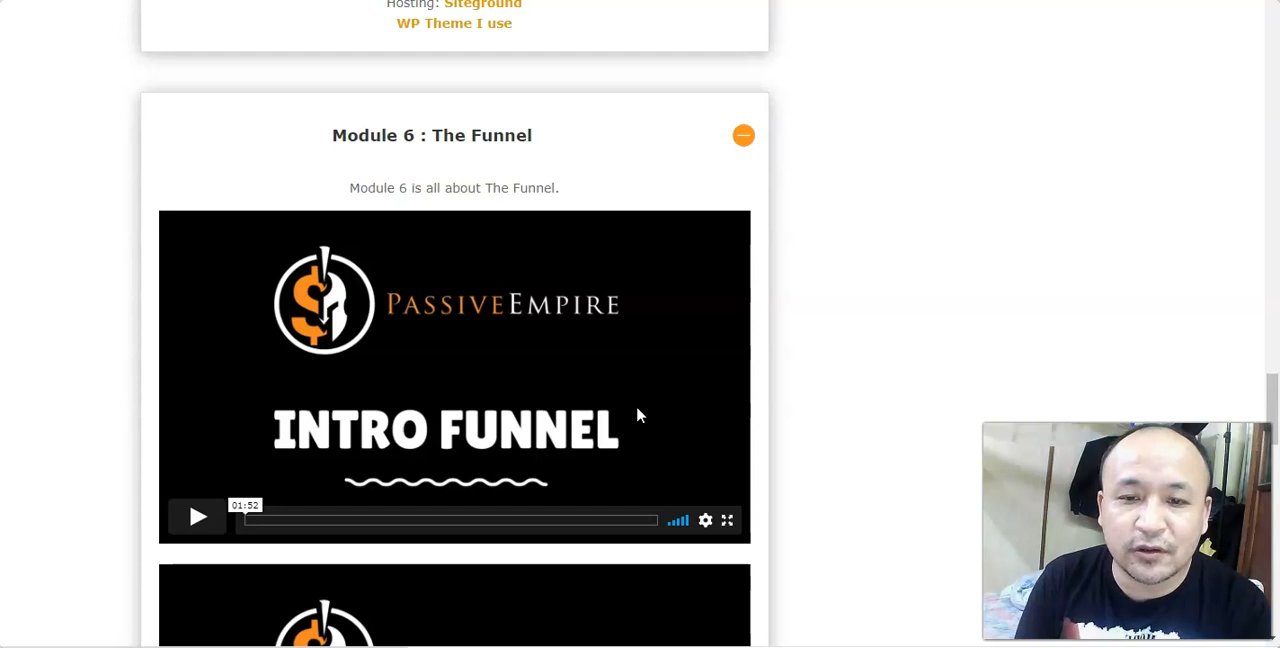 Hosting: Siteground
WP Theme I use
Module 6 : The Funnel
Module 6 is all about The Funnel.
PASSIVEEMPIRE
INTRO FUNNEL
01:52